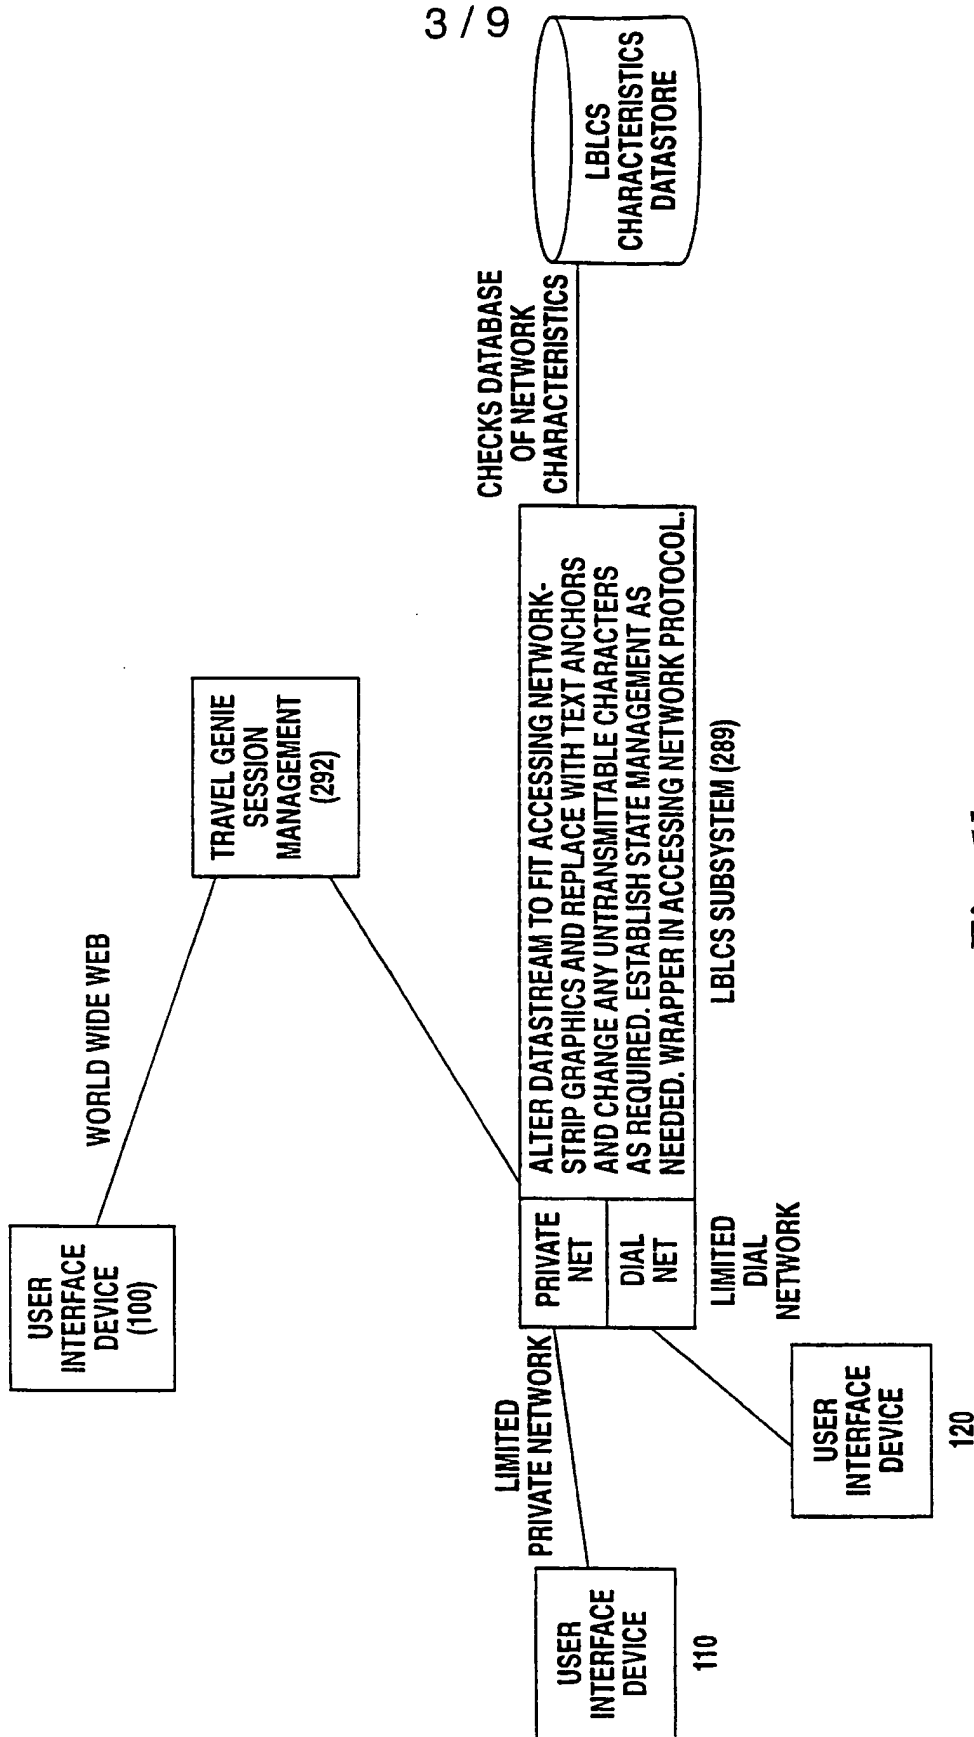 3 / 9
USER
INTERFACE
DEVICE
(100)
WORLD WIDE WEB
TRAVEL GENIE
SESSION
MANAGEMENT
(292)
LIMITED
PRIVATE NETWORK
USER
INTERFACE
DEVICE
110
PRIVATE
NET
DIAL
NET
LIMITED
DIAL
NETWORK
USER
INTERFACE
DEVICE
120
ALTER DATASTREAM TO FIT ACCESSING NETWORK-
STRIP GRAPHICS AND REPLACE WITH TEXT ANCHORS
AND CHANGE ANY UNTRANSMITTABLE CHARACTERS
AS REQUIRED. ESTABLISH STATE MANAGEMENT AS
NEEDED. WRAPPER IN ACCESSING NETWORK PROTOCOL.
LBLCS SUBSYSTEM (289)
CHECKS DATABASE
OF NETWORK
CHARACTERISTICS
LBLCS
CHARACTERISTICS
DATASTORE